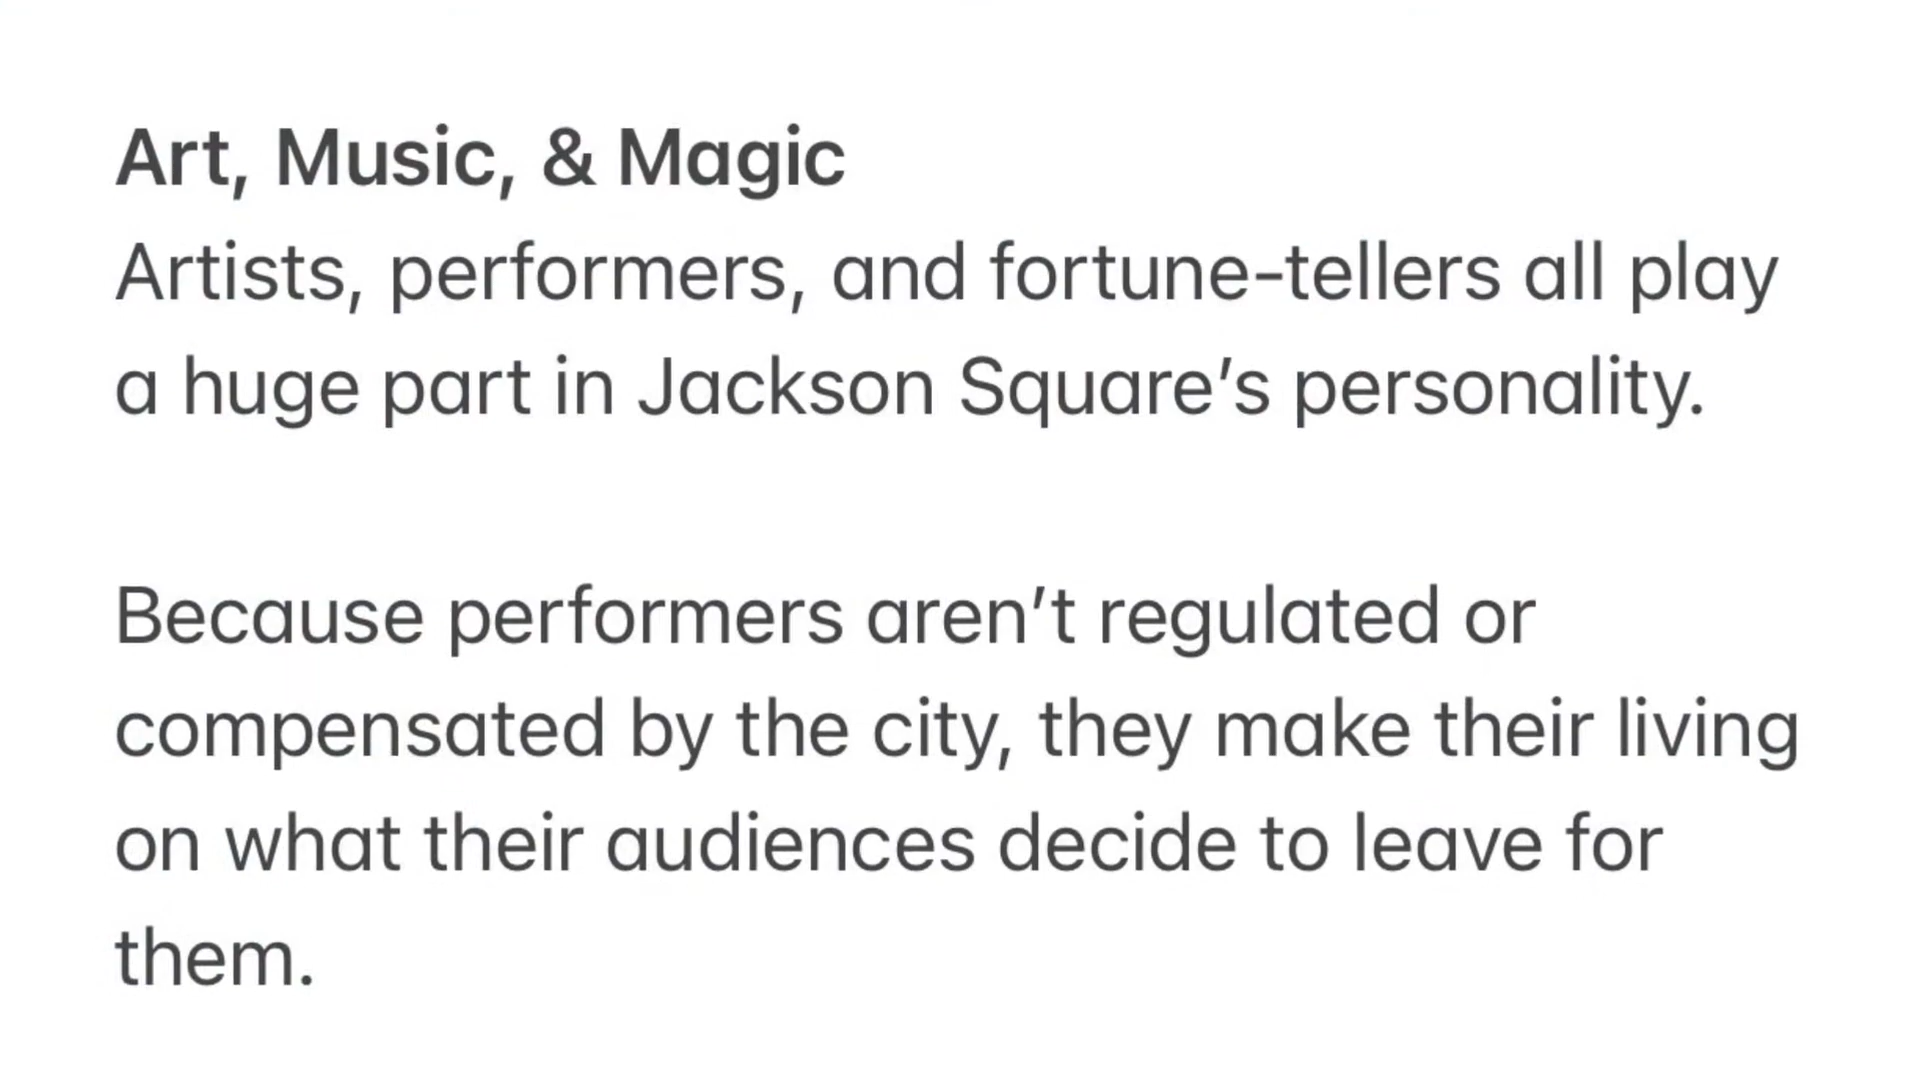 Art, Music, & Magic
Artists, performers, and fortune-tellers all play
a huge part in Jackson Square’s personality.
Because performers aren’t regulated or
compensated by the city, they make their living
on what their audiences decide to leave for
them.